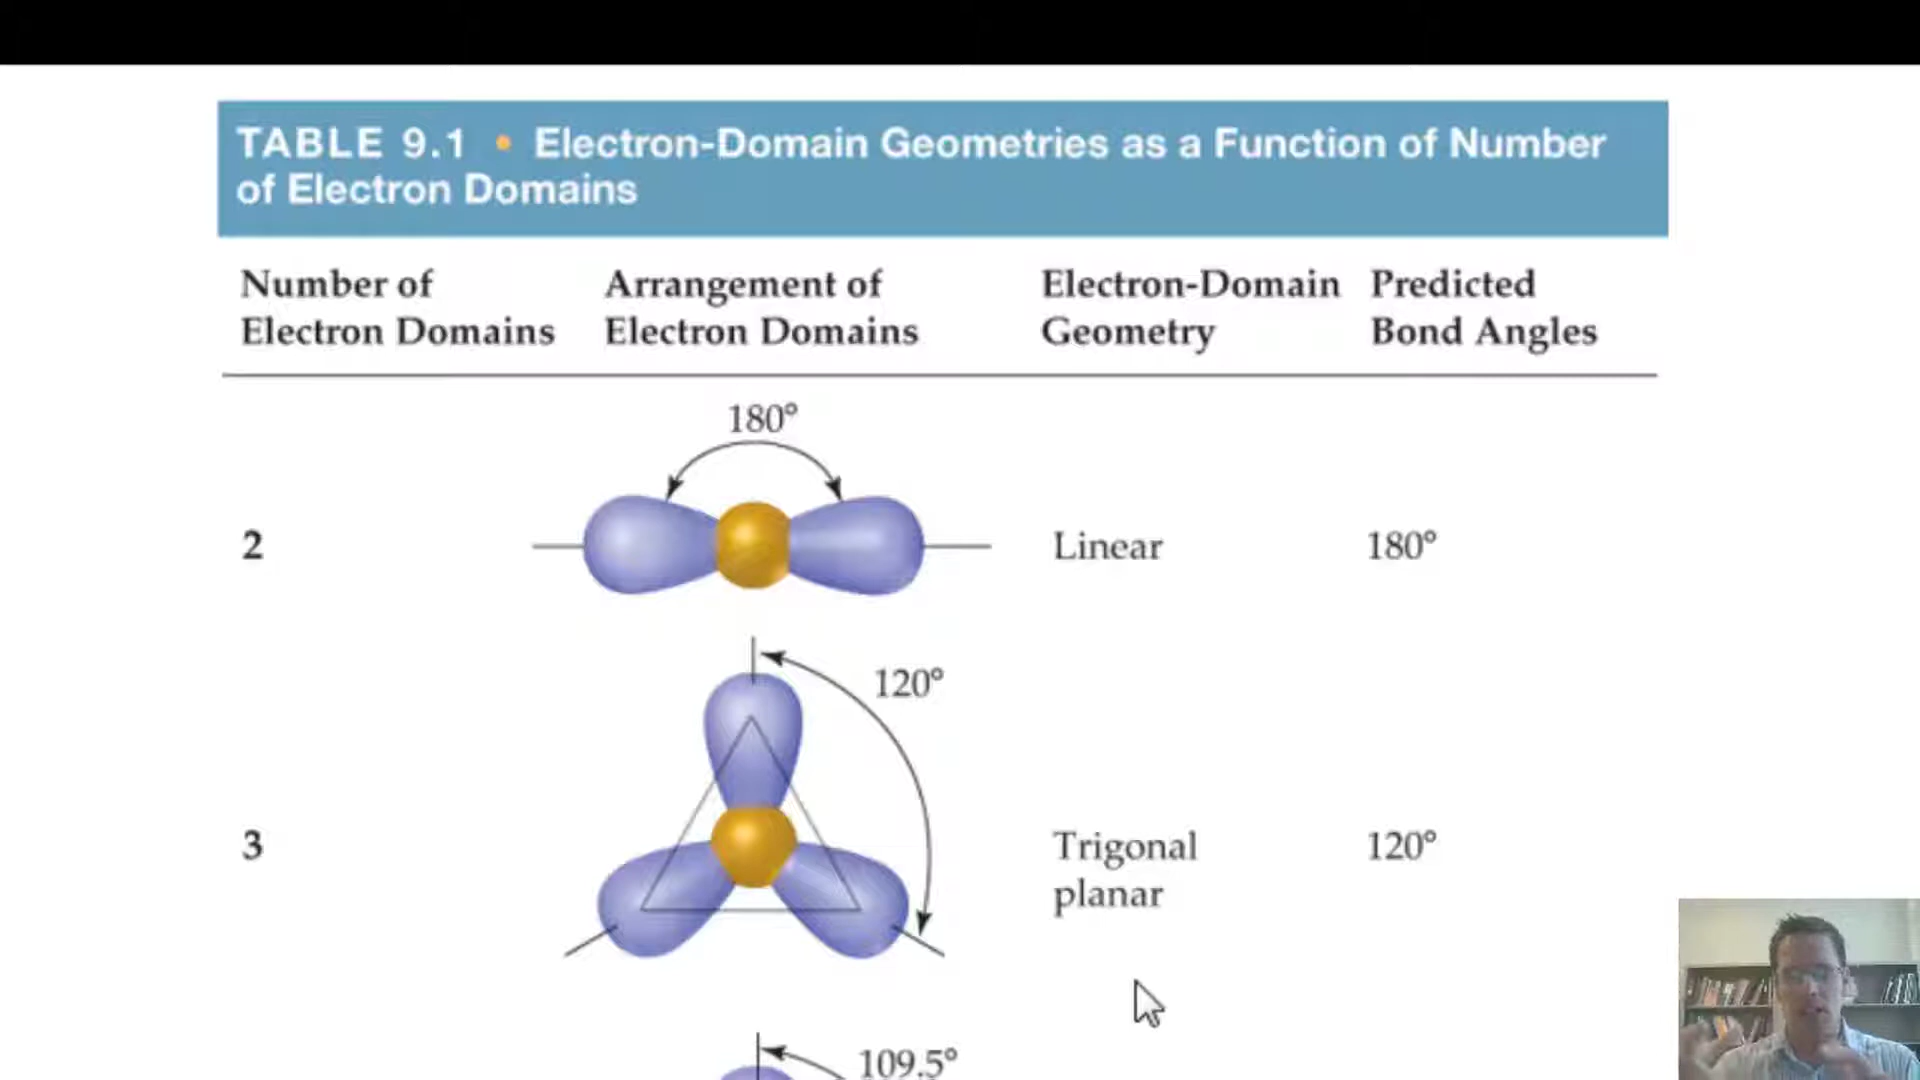 TABLE 9.1 • Electron-Domain Geometries as a Function of Number
of Electron Domains
Number of
Electron Domains
Arrangement of
Electron Domains
Electron-Domain
Geometry
Predicted
Bond Angles
180°
2
Linear
180°
120°
3
Trigonal
planar
120°
109.5°